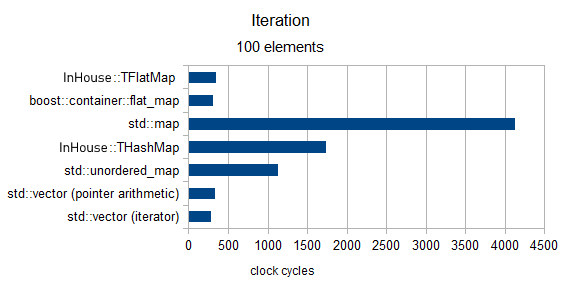 Iteration
100 elements
InHouse::TFlatMap
boost::container::flat_map
std::map
InHouse::THashMap
std::unordered_map
std::vector (pointer arithmetic)
std::vector (iterator)
0 500 1000 1500 2000 2500 3000 3500 4000 4500
clock cycles